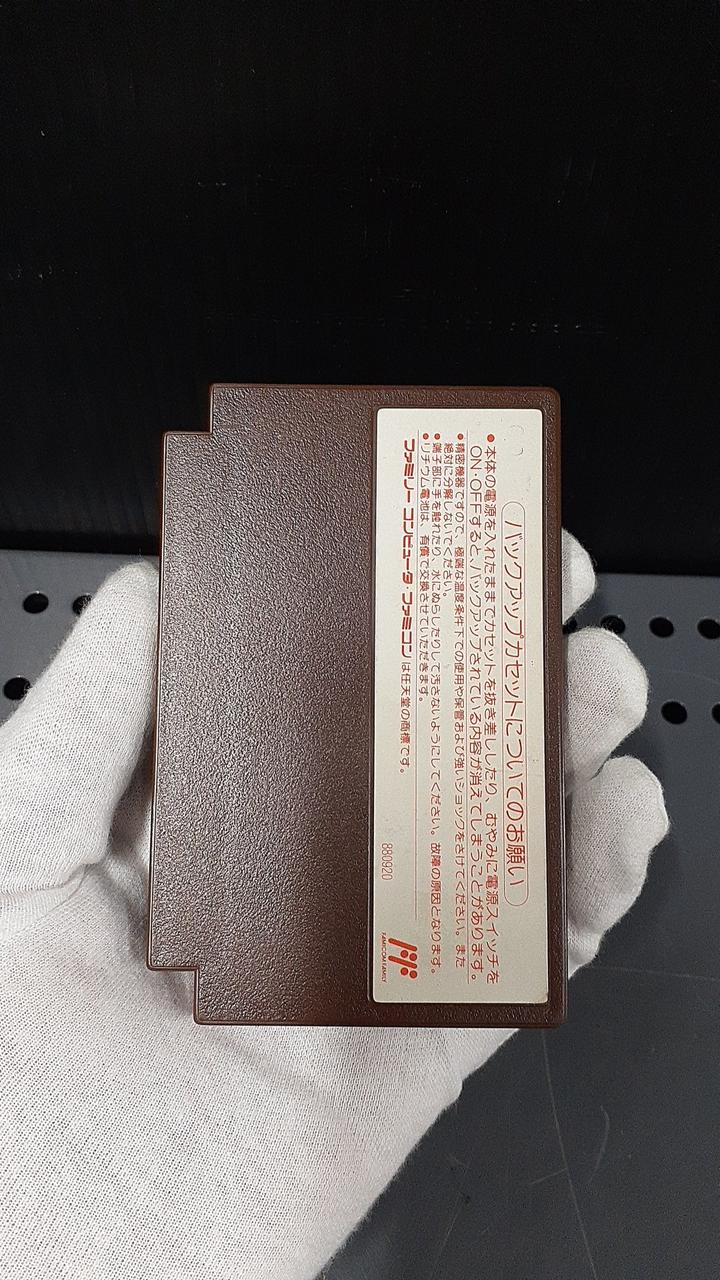 バックアップカセットについてのお願い
●本体の電源を入れたままでカセットを抜き差ししたり、むやみに電源スイッチを
ON・OFFすると、バックアップされている内容が消えてしまうことがあります。
●精密機器ですので、極端な温度条件下での使用や保管および強いショックをさけてください。また
絶対に分解しないでください。
●端子部に手を触れたり、水にぬらしたりして汚さないようにしてください。故障の原因となります。
●リチウム電池は、有償で交換させていただきます。
ファミリーコンピュータ・ファミコンは任天堂の商標です。
880920
FAMICOM FAMILY